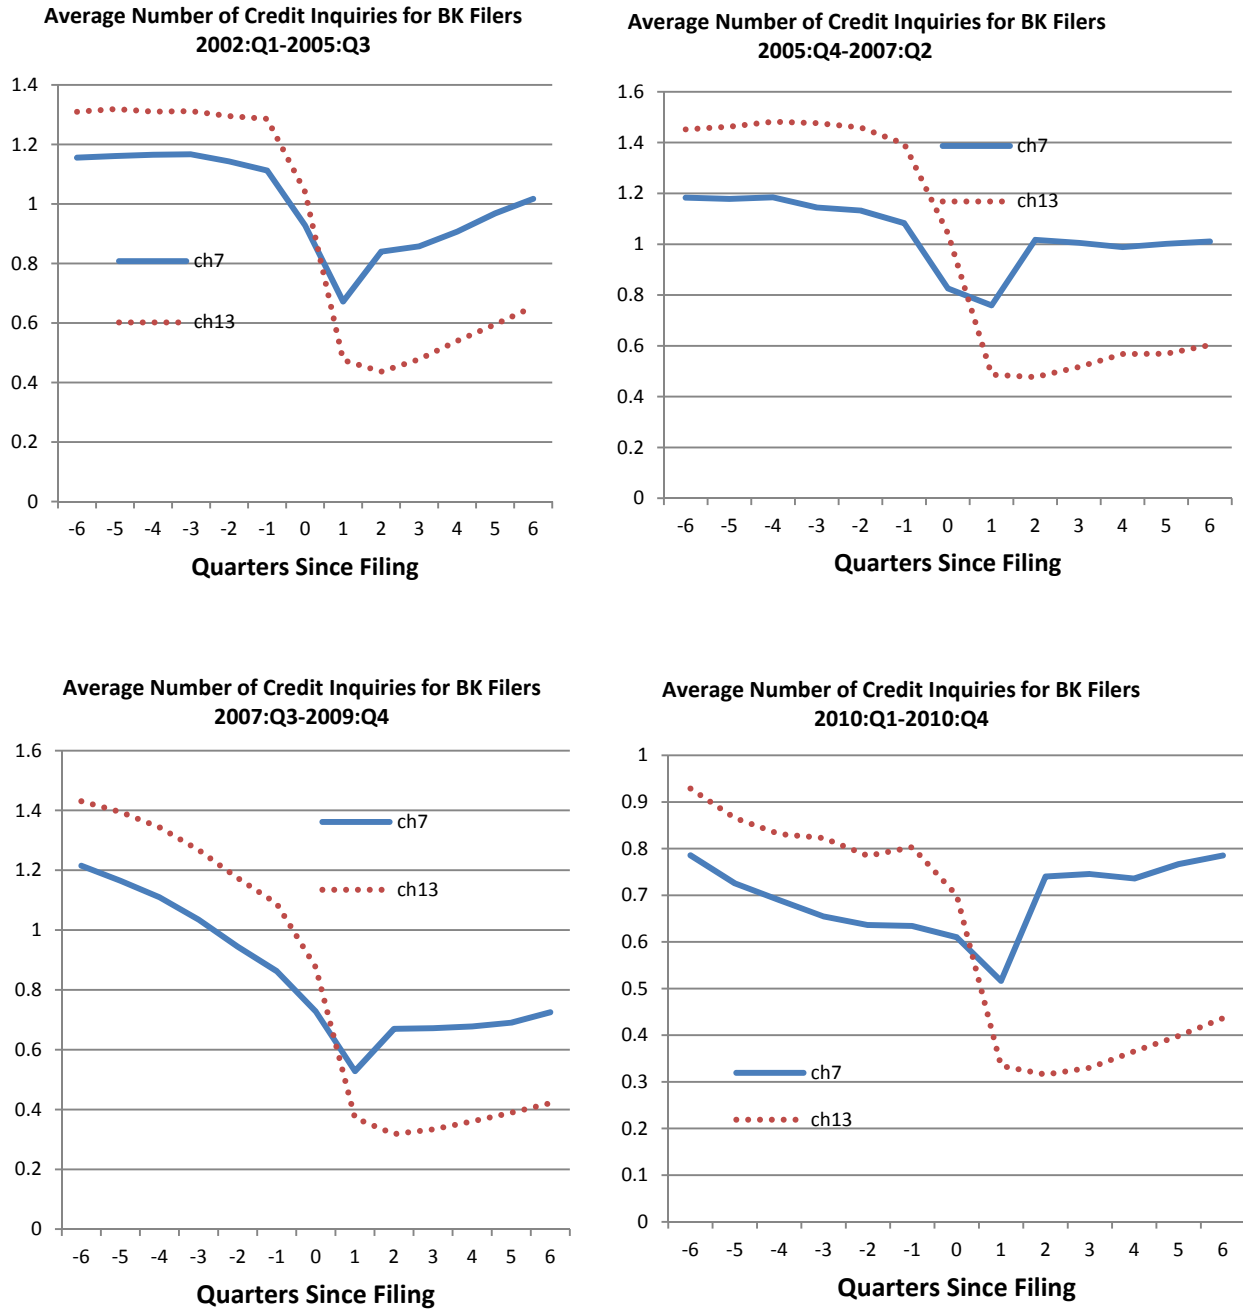 Average Number of Credit Inquiries for BK Filers
2002:Q1-2005:Q3
1.4
1.2
1
0.8
0.6
0.4
0.2
0
ch7
ch13
-6 -5 -4 -3 -2 -1 0 1 2 3 4 5 6
Quarters Since Filing
Average Number of Credit Inquiries for BK Filers
2005:Q4-2007:Q2
1.6
1.4
1.2
1
0.8
0.6
0.4
0.2
0
ch7
ch13
-6 -5 -4 -3 -2 -1 0 1 2 3 4 5 6
Quarters Since Filing
Average Number of Credit Inquiries for BK Filers
2007:Q3-2009:Q4
1.6
1.4
1.2
1
0.8
0.6
0.4
0.2
0
ch7
ch13
-6 -5 -4 -3 -2 -1 0 1 2 3 4 5 6
Quarters Since Filing
Average Number of Credit Inquiries for BK Filers
2010:Q1-2010:Q4
1
0.9
0.8
0.7
0.6
0.5
0.4
0.3
0.2
0.1
0
ch7
ch13
-6 -5 -4 -3 -2 -1 0 1 2 3 4 5 6
Quarters Since Filing